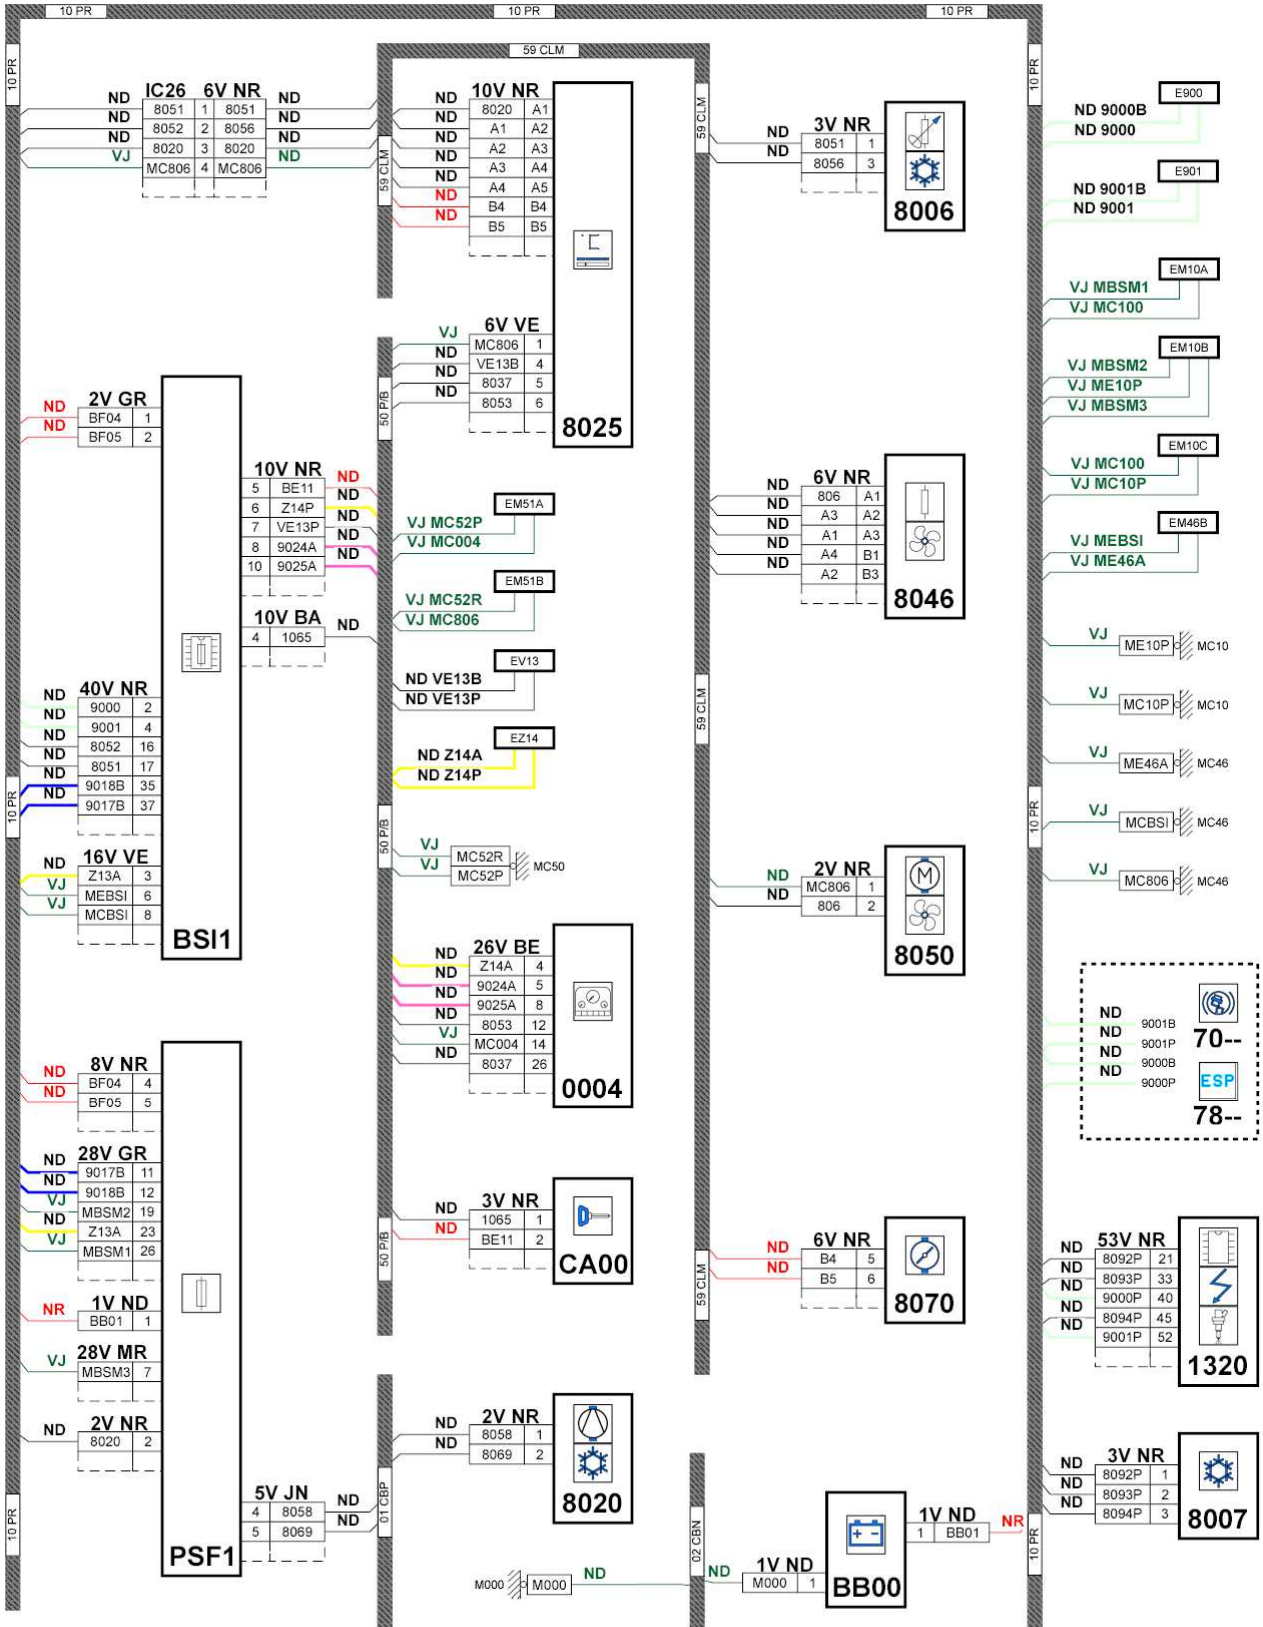 10 PR
10 PR
10 PR
59 CLM
10 PR
IC26 6V NR
ND 8051 1 8051 ND
ND 8052 2 8056 ND
ND 8020 3 8020 ND
VJ MC806 4 MC806 ND
59 CLM
10V NR
ND 8020 A1
ND A1 A2
ND A2 A3
ND A3 A4
ND A4 A5
ND B4 B4
ND B5 B5
6V VE
VJ MC806 1
ND VE13B 4
ND 8037 5
ND 8053 6
8025
59 CLM
3V NR
ND 8051 1
ND 8056 3
8006
10 PR
E900
ND 9000B
ND 9000
E901
ND 9001B
ND 9001
EM10A
VJ MBSM1
VJ MC100
EM10B
VJ MBSM2
VJ ME10P
VJ MBSM3
EM10C
VJ MC100
VJ MC10P
EM46B
VJ MEBSI
VJ ME46A
VJ ME10P MC10
VJ MC10P MC10
VJ ME46A MC46
VJ MCBSI MC46
VJ MC806 MC46
10 PR
2V GR
ND BF04 1
ND BF05 2
10V NR
5 BE11 ND
6 Z14P ND
7 VE13P ND
8 9024A ND
10 9025A ND
10V BA
4 1065 ND
40V NR
ND 9000 2
ND 9001 4
ND 8052 16
ND 8051 17
ND 9018B 35
ND 9017B 37
10 PR
16V VE
ND Z13A 3
VJ MEBSI 6
VJ MCBSI 8
BSI1
50 P/B
EM51A
VJ MC52P
VJ MC004
EM51B
VJ MC52R
VJ MC806
EV13
ND VE13B
ND VE13P
EZ14
ND Z14A
ND Z14P
50 P/B
VJ MC52R
VJ MC52P
MC50
26V BE
ND Z14A 4
ND 9024A 5
ND 9025A 8
ND 8053 12
VJ MC004 14
ND 8037 26
0004
6V NR
ND 806 A1
ND A3 A2
ND A1 A3
ND A4 B1
ND A2 B3
8046
59 CLM
2V NR
ND MC806 1
ND 806 2
M
8050
ND 9001B
ND 9001P
ND 9000B
ND 9000P
70--
ESP
78--
8V NR
ND BF04 4
ND BF05 5
28V GR
ND 9017B 11
ND 9018B 12
VJ MBSM2 19
ND Z13A 23
VJ MBSM1 26
1V ND
NR BB01 1
28V MR
VJ MBSM3 7
2V NR
ND 8020 2
10 PR
5V JN
4 8058 ND
5 8069 ND
PSF1
50 P/B
3V NR
ND 1065 1
ND BE11 2
CA00
01 CBP
2V NR
ND 8058 1
ND 8069 2
8020
59 CLM
6V NR
ND B4 5
ND B5 6
8070
53V NR
ND 8092P 21
ND 8093P 33
ND 9000P 40
ND 8094P 45
ND 9001P 52
1320
3V NR
ND 8092P 1
ND 8093P 2
ND 8094P 3
8007
M000 M000 ND
02 CBN
1V ND
ND M000 1
BB00
1V ND
1 BB01 NR
10 PR